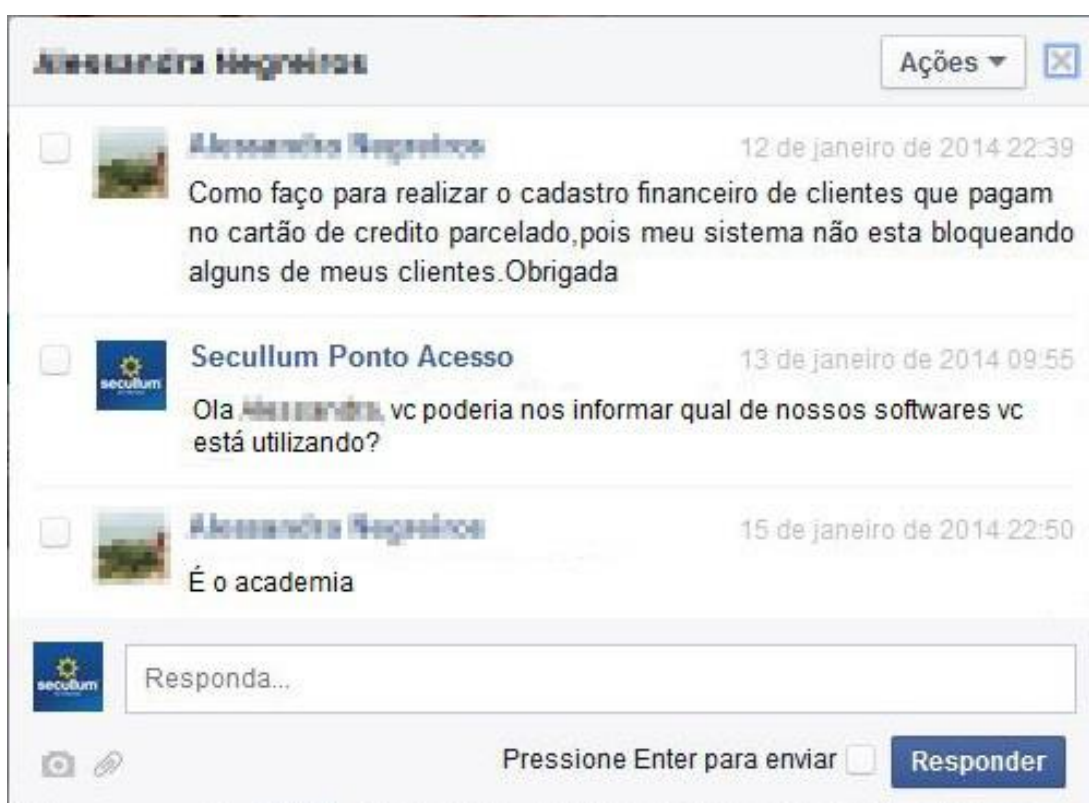 Ações
12 de janeiro de 2014 22:39
Como faço para realizar o cadastro financeiro de clientes que pagam
no cartão de credito parcelado,pois meu sistema não esta bloqueando
alguns de meus clientes.Obrigada
Secullum Ponto Acesso
13 de janeiro de 2014 09:55
secullum
Ola vc poderia nos informar qual de nossos softwares vc
está utilizando?
15 de janeiro de 2014 22:50
É o academia
secullum
Responda...
Pressione Enter para enviar
Responder